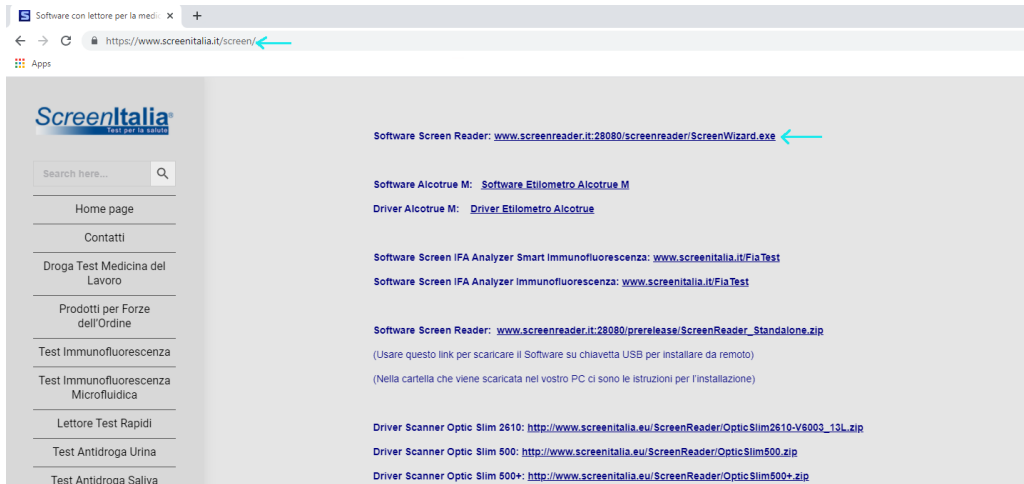 Software con lettore per la medic
https://www.screenitalia.it/screen/
Apps
ScreenItalia®
Test per la salute
Search here...
Home page
Contatti
Droga Test Medicina del
Lavoro
Prodotti per Forze
dell'Ordine
Test Immunofluorescenza
Test Immunofluorescenza
Microfluidica
Lettore Test Rapidi
Test Antidroga Urina
Test Antidroga Saliva
Software Screen Reader: www.screenreader.it:28080/screenreader/ScreenWizard.exe
Software Alcotrue M: Software Etilometro Alcotrue M
Driver Alcotrue M: Driver Etilometro Alcotrue
Software Screen IFA Analyzer Smart Immunofluorescenza: www.screenitalia.it/FiaTest
Software Screen IFA Analyzer Immunofluorescenza: www.screenitalia.it/FiaTest
Software Screen Reader: www.screenreader.it:28080/prerelease/ScreenReader_Standalone.zip
(Usare questo link per scaricare il Software su chiavetta USB per installare da remoto)
(Nella cartella che viene scaricata nel vostro PC ci sono le istruzioni per l'installazione)
Driver Scanner Optic Slim 2610: http://www.screenitalia.eu/ScreenReader/OpticSlim2610-V6003_13L.zip
Driver Scanner Optic Slim 500: http://www.screenitalia.eu/ScreenReader/OpticSlim500.zip
Driver Scanner Optic Slim 500+: http://www.screenitalia.eu/ScreenReader/OpticSlim500+.zip